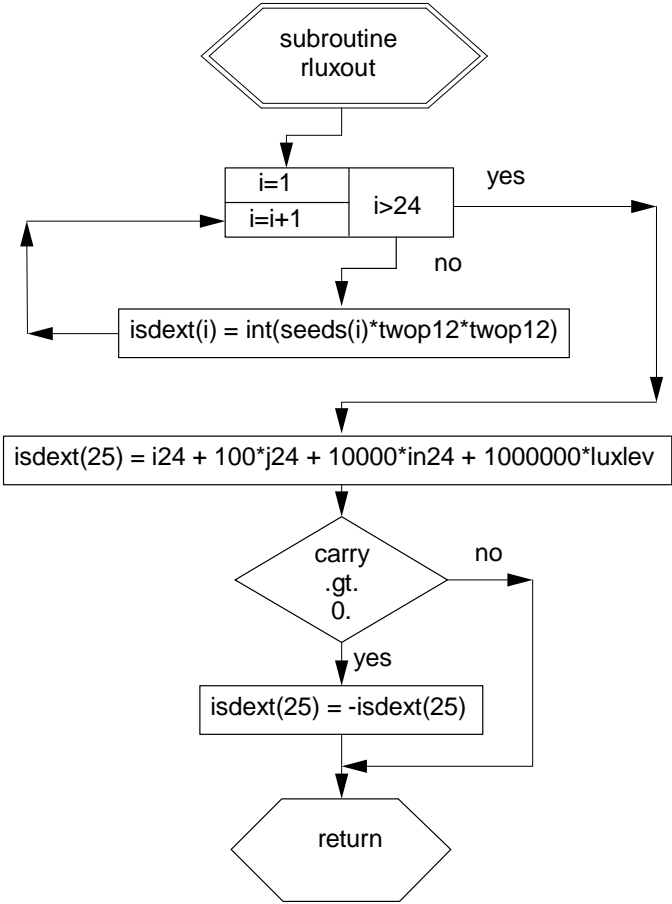 subroutine
rluxout
i=1
i=i+1
i>24
yes
no
isdext(i) = int(seeds(i)*twop12*twop12)
isdext(25) = i24 + 100*j24 + 10000*in24 + 1000000*luxlev
carry
.gt.
0.
no
yes
isdext(25) = -isdext(25)
return